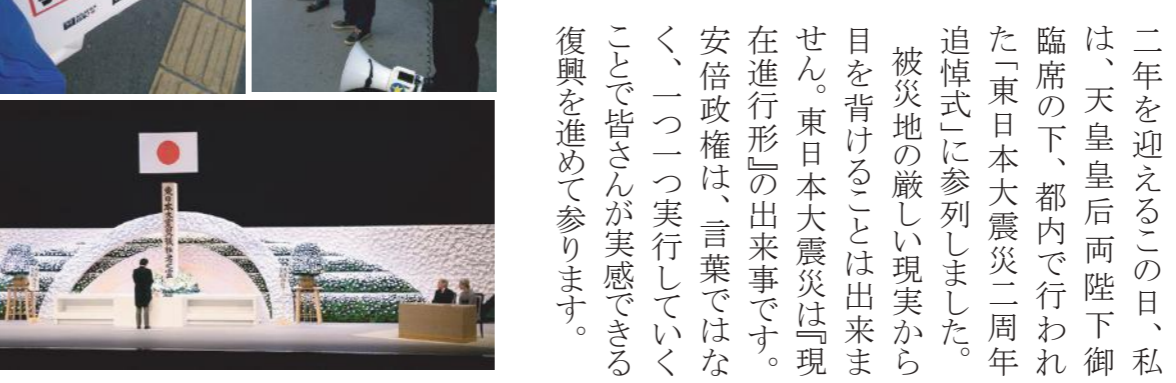 二年を迎えるこの日、私
は、天皇皇后両陛下御
臨席の下、都内で行われ
た「東日本大震災二周年
追悼式」に参列しました。
被災地の厳しい現実から
目を背けることは出来ま
せん。東日本大震災は『現
在進行形』の出来事です。
安倍政権は、言葉ではな
く、一つ一つ実行していく
ことで皆さんが実感できる
復興を進めて参ります。